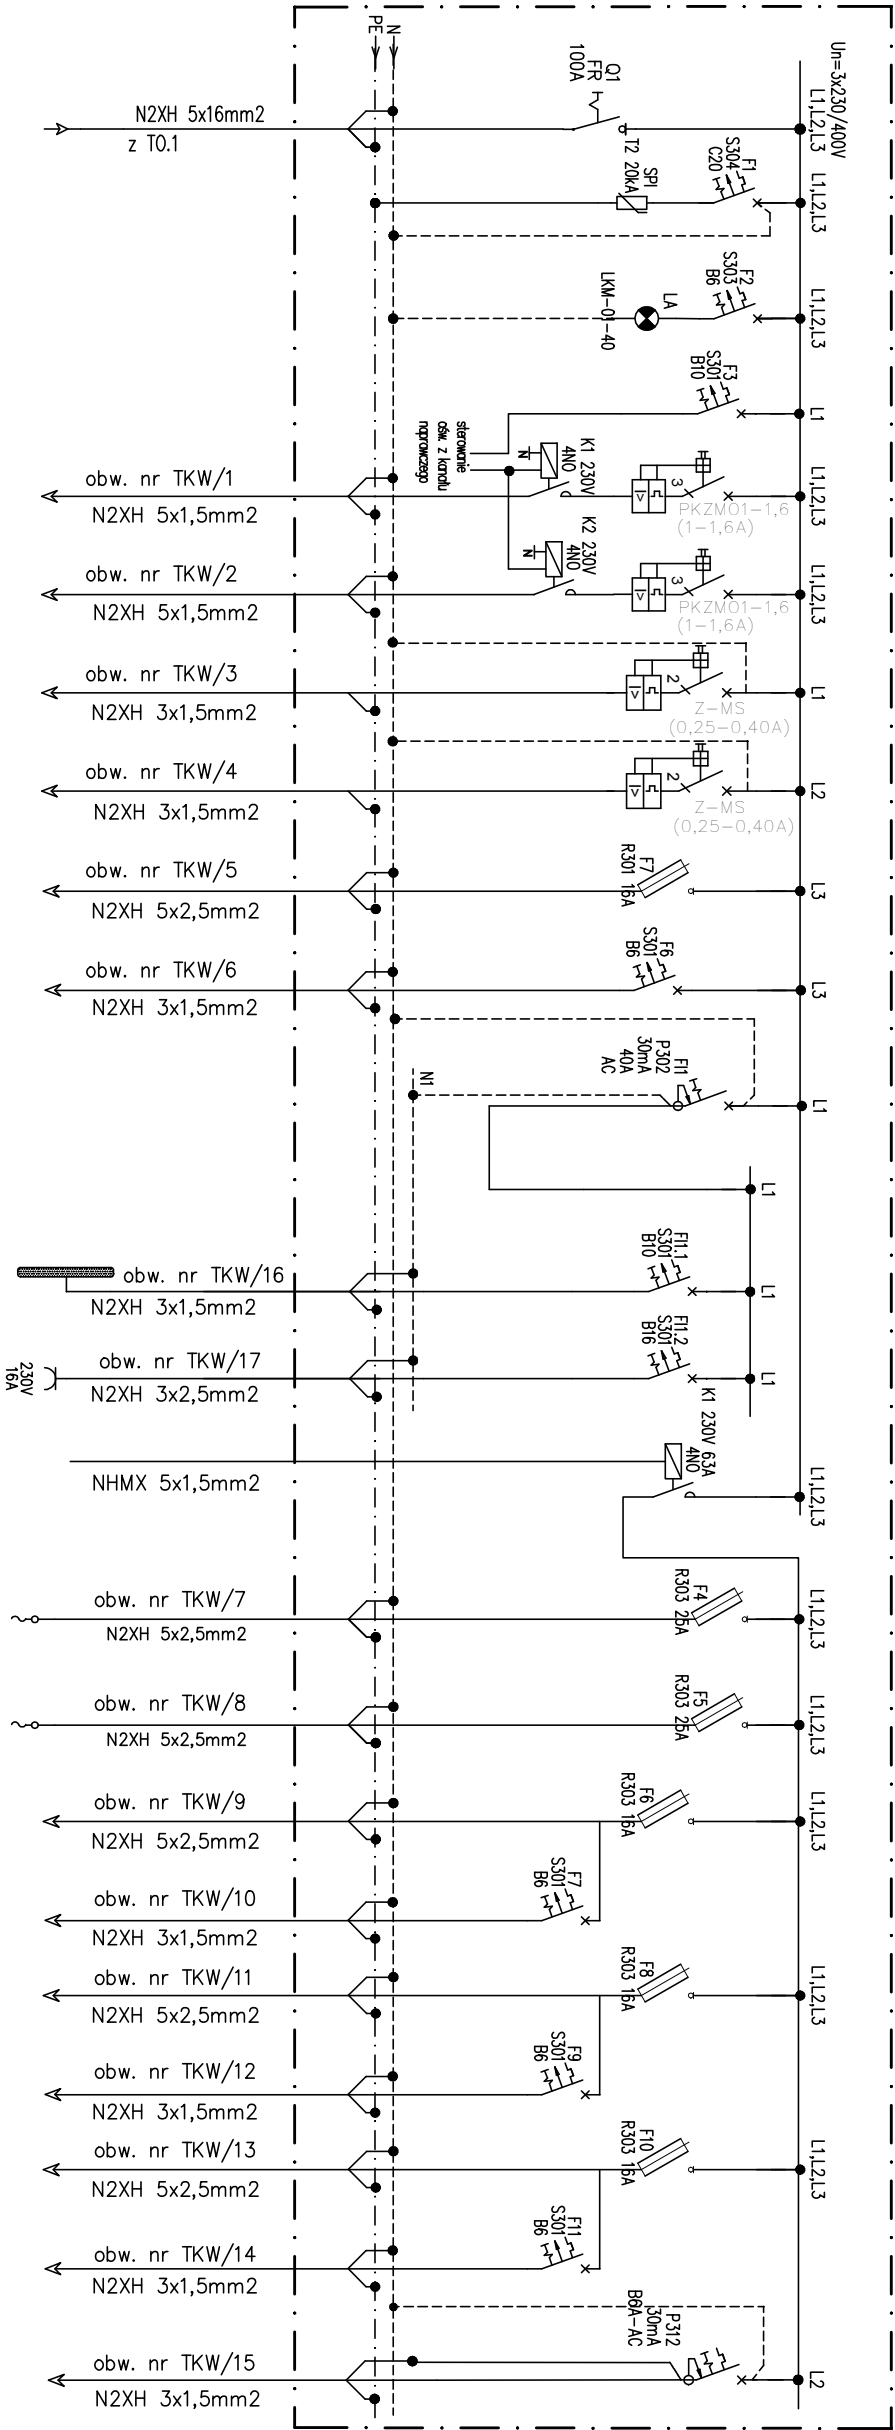 Un=3x230/400V
N
PE
L1,L2,L3
Q1
FR
100A
N2XH 5x16mm2
z T0.1
L1,L2,L3
F1
S304
C20
SPI
T2 20kA
L1,L2,L3
F2
S303
B6
LA
LKM-01-40
L1
F3
S301
B10
sterowanie
ośw. z kanału
naprawczego
L1,L2,L3
K1 230V
4NO
N
3
I>
PKZM01-1,6
(1-1,6A)
obw. nr TKW/1
N2XH 5x1,5mm2
L1,L2,L3
K2 230V
4NO
N
3
I>
PKZM01-1,6
(1-1,6A)
obw. nr TKW/2
N2XH 5x1,5mm2
L1
2
I>
Z-MS
(0,25-0,40A)
obw. nr TKW/3
N2XH 3x1,5mm2
L2
2
I>
Z-MS
(0,25-0,40A)
obw. nr TKW/4
N2XH 3x1,5mm2
L3
F7
R301 16A
obw. nr TKW/5
N2XH 5x2,5mm2
L3
F6
S301
B6
obw. nr TKW/6
N2XH 3x1,5mm2
L1
FI1
P302
30mA
40A
AC
N1
L1
L1
FI1.1
S301
B10
obw. nr TKW/16
N2XH 3x1,5mm2
L1
FI1.2
S301
B16
obw. nr TKW/17
N2XH 3x2,5mm2
230V
16A
L1,L2,L3
K1 230V 63A
4NO
NHMX 5x1,5mm2
L1,L2,L3
F4
R303 25A
obw. nr TKW/7
N2XH 5x2,5mm2
L1,L2,L3
F5
R303 25A
obw. nr TKW/8
N2XH 5x2,5mm2
L1,L2,L3
F6
R303 16A
obw. nr TKW/9
N2XH 5x2,5mm2
F7
S301
B6
obw. nr TKW/10
N2XH 3x1,5mm2
L1,L2,L3
F8
R303 16A
obw. nr TKW/11
N2XH 5x2,5mm2
F9
S301
B6
obw. nr TKW/12
N2XH 3x1,5mm2
L1,L2,L3
F10
R303 16A
obw. nr TKW/13
N2XH 5x2,5mm2
F11
S301
B6
obw. nr TKW/14
N2XH 3x1,5mm2
L2
P312
30mA
B6A-AC
obw. nr TKW/15
N2XH 3x1,5mm2